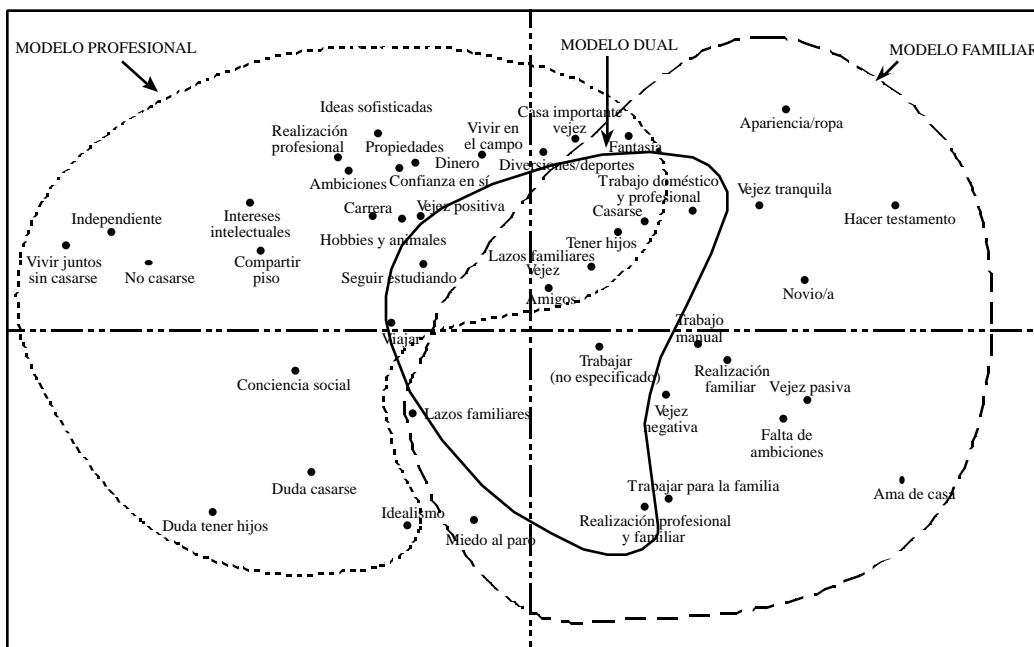 MODELO PROFESIONAL
MODELO DUAL
MODELO FAMILIAR
Ideas sofisticadas
Realización
profesional
Propiedades
Ambiciones
Dinero
Confianza en sí
Vivir en
el campo
Casa importante
vejez
Diversiones/deportes
Fantasía
Apariencia/ropa
Trabajo doméstico
y profesional
Vejez tranquila
Hacer testamento
Independiente
Vivir juntos
sin casarse
No casarse
Intereses
intelectuales
Compartir
piso
Carrera
Vejez positiva
Hobbies y animales
Seguir estudiando
Casarse
Tener hijos
Lazos familiares
Vejez
Amigos
Novio/a
Viajar
Trabajo
manual
Trabajar
(no especificado)
Realización
familiar
Conciencia social
Lazos familiares
Vejez
negativa
Vejez pasiva
Falta de
ambiciones
Duda casarse
Trabajar para la familia
Ama de casa
Duda tener hijos
Idealismo
Miedo al paro
Realización profesional
y familiar